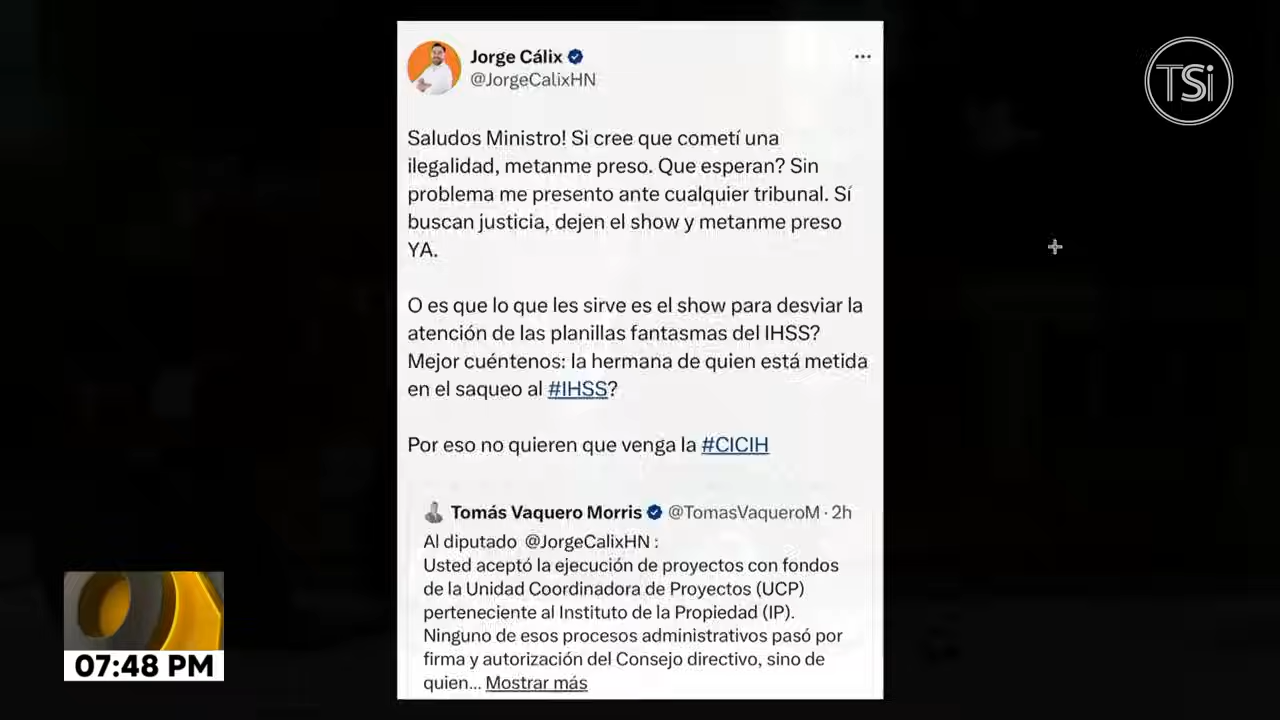 Jorge Cálix
@JorgeCalixHN
TSi
Saludos Ministro! Si cree que cometí una
ilegalidad, metanme preso. Que esperan? Sin
problema me presento ante cualquier tribunal. Sí
buscan justicia, dejen el show y metanme preso
YA.
O es que lo que les sirve es el show para desviar la
atención de las planillas fantasmas del IHSS?
Mejor cuéntenos: la hermana de quien está metida
en el saqueo al #IHSS?
Por eso no quieren que venga la #CICIH
Tomás Vaquero Morris @TomasVaqueroM · 2h
Al diputado @JorgeCalixHN :
Usted aceptó la ejecución de proyectos con fondos
de la Unidad Coordinadora de Proyectos (UCP)
perteneciente al Instituto de la Propiedad (IP).
Ninguno de esos procesos administrativos pasó por
firma y autorización del Consejo directivo, sino de
quien... Mostrar más
07:48 PM